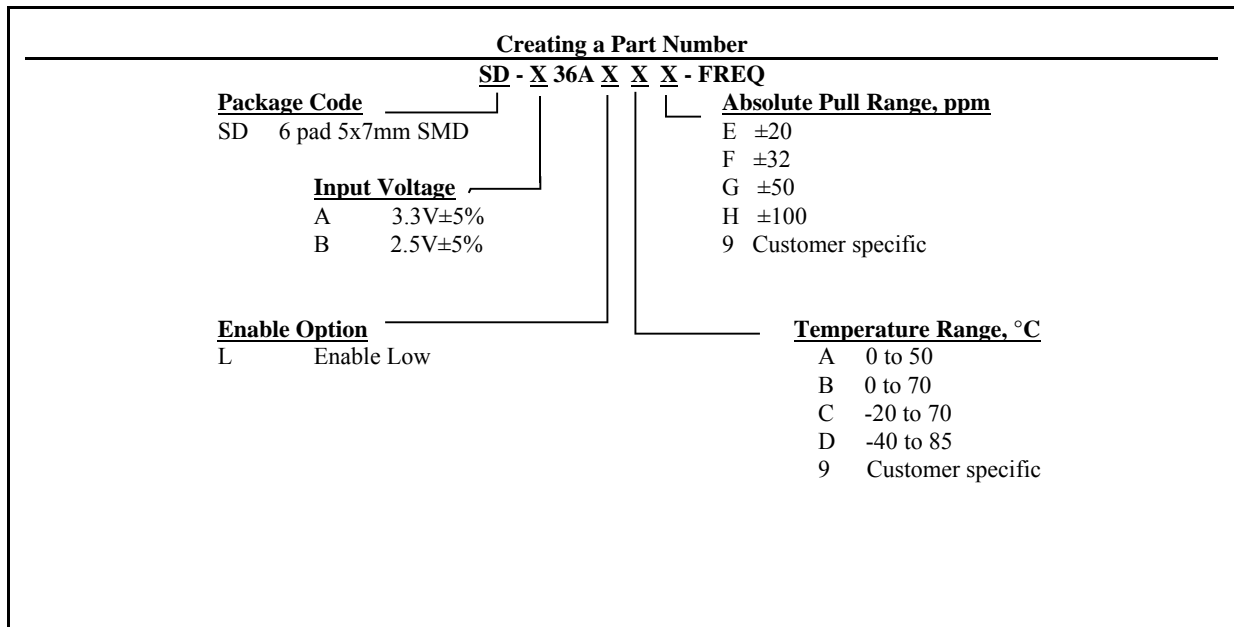 Creating a Part Number
SD - X 36A X X X - FREQ
Package Code
SD 6 pad 5x7mm SMD
Input Voltage
A 3.3V±5%
B 2.5V±5%
Absolute Pull Range, ppm
E ±20
F ±32
G ±50
H ±100
9 Customer specific
Enable Option
L Enable Low
Temperature Range, °C
A 0 to 50
B 0 to 70
C -20 to 70
D -40 to 85
9 Customer specific